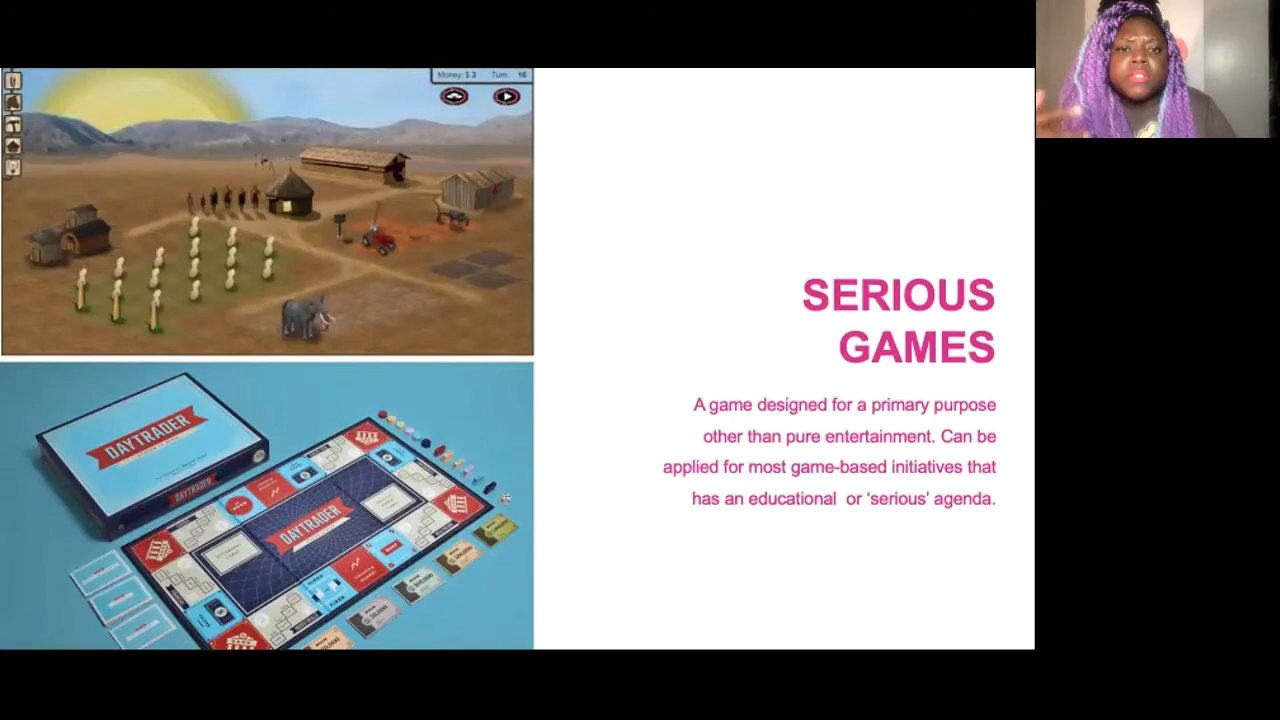 Money: $ 3 Turn: 16
SERIOUS
GAMES
A game designed for a primary purpose
other than pure entertainment. Can be
applied for most game-based initiatives that
has an educational  or ‘serious’ agenda.
DAYTRADER
DAYTRADER
DAYTRADER